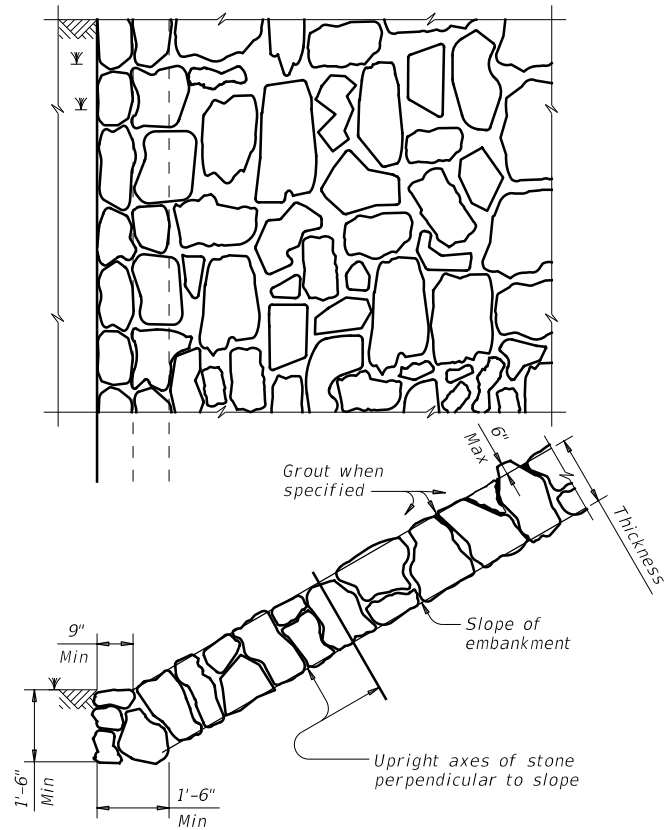 6"
Max
Grout when
specified
Thickness
9"
Min
Slope of
embankment
1'-6"
Min
Upright axes of stone
perpendicular to slope
1'-6"
Min